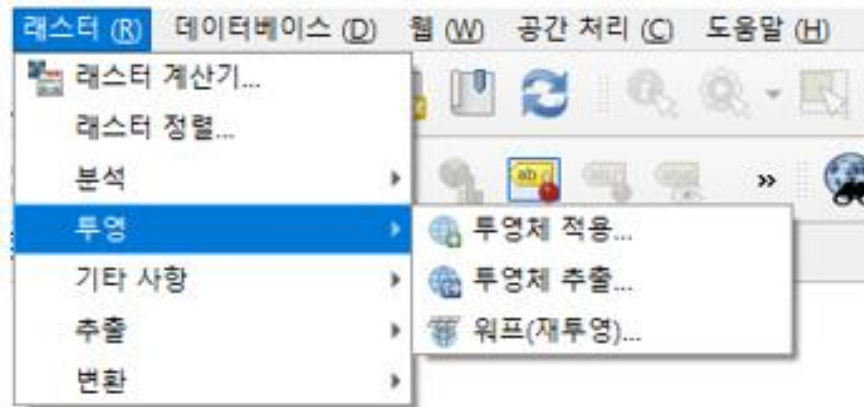 래스터 (R) 데이터베이스 (D) 웹 (W) 공간 처리 (C) 도움말 (H)
래스터 계산기...
래스터 정렬...
분석
투영
투영체 적용...
투영체 추출...
워프(재투영)...
기타 사항
추출
변환